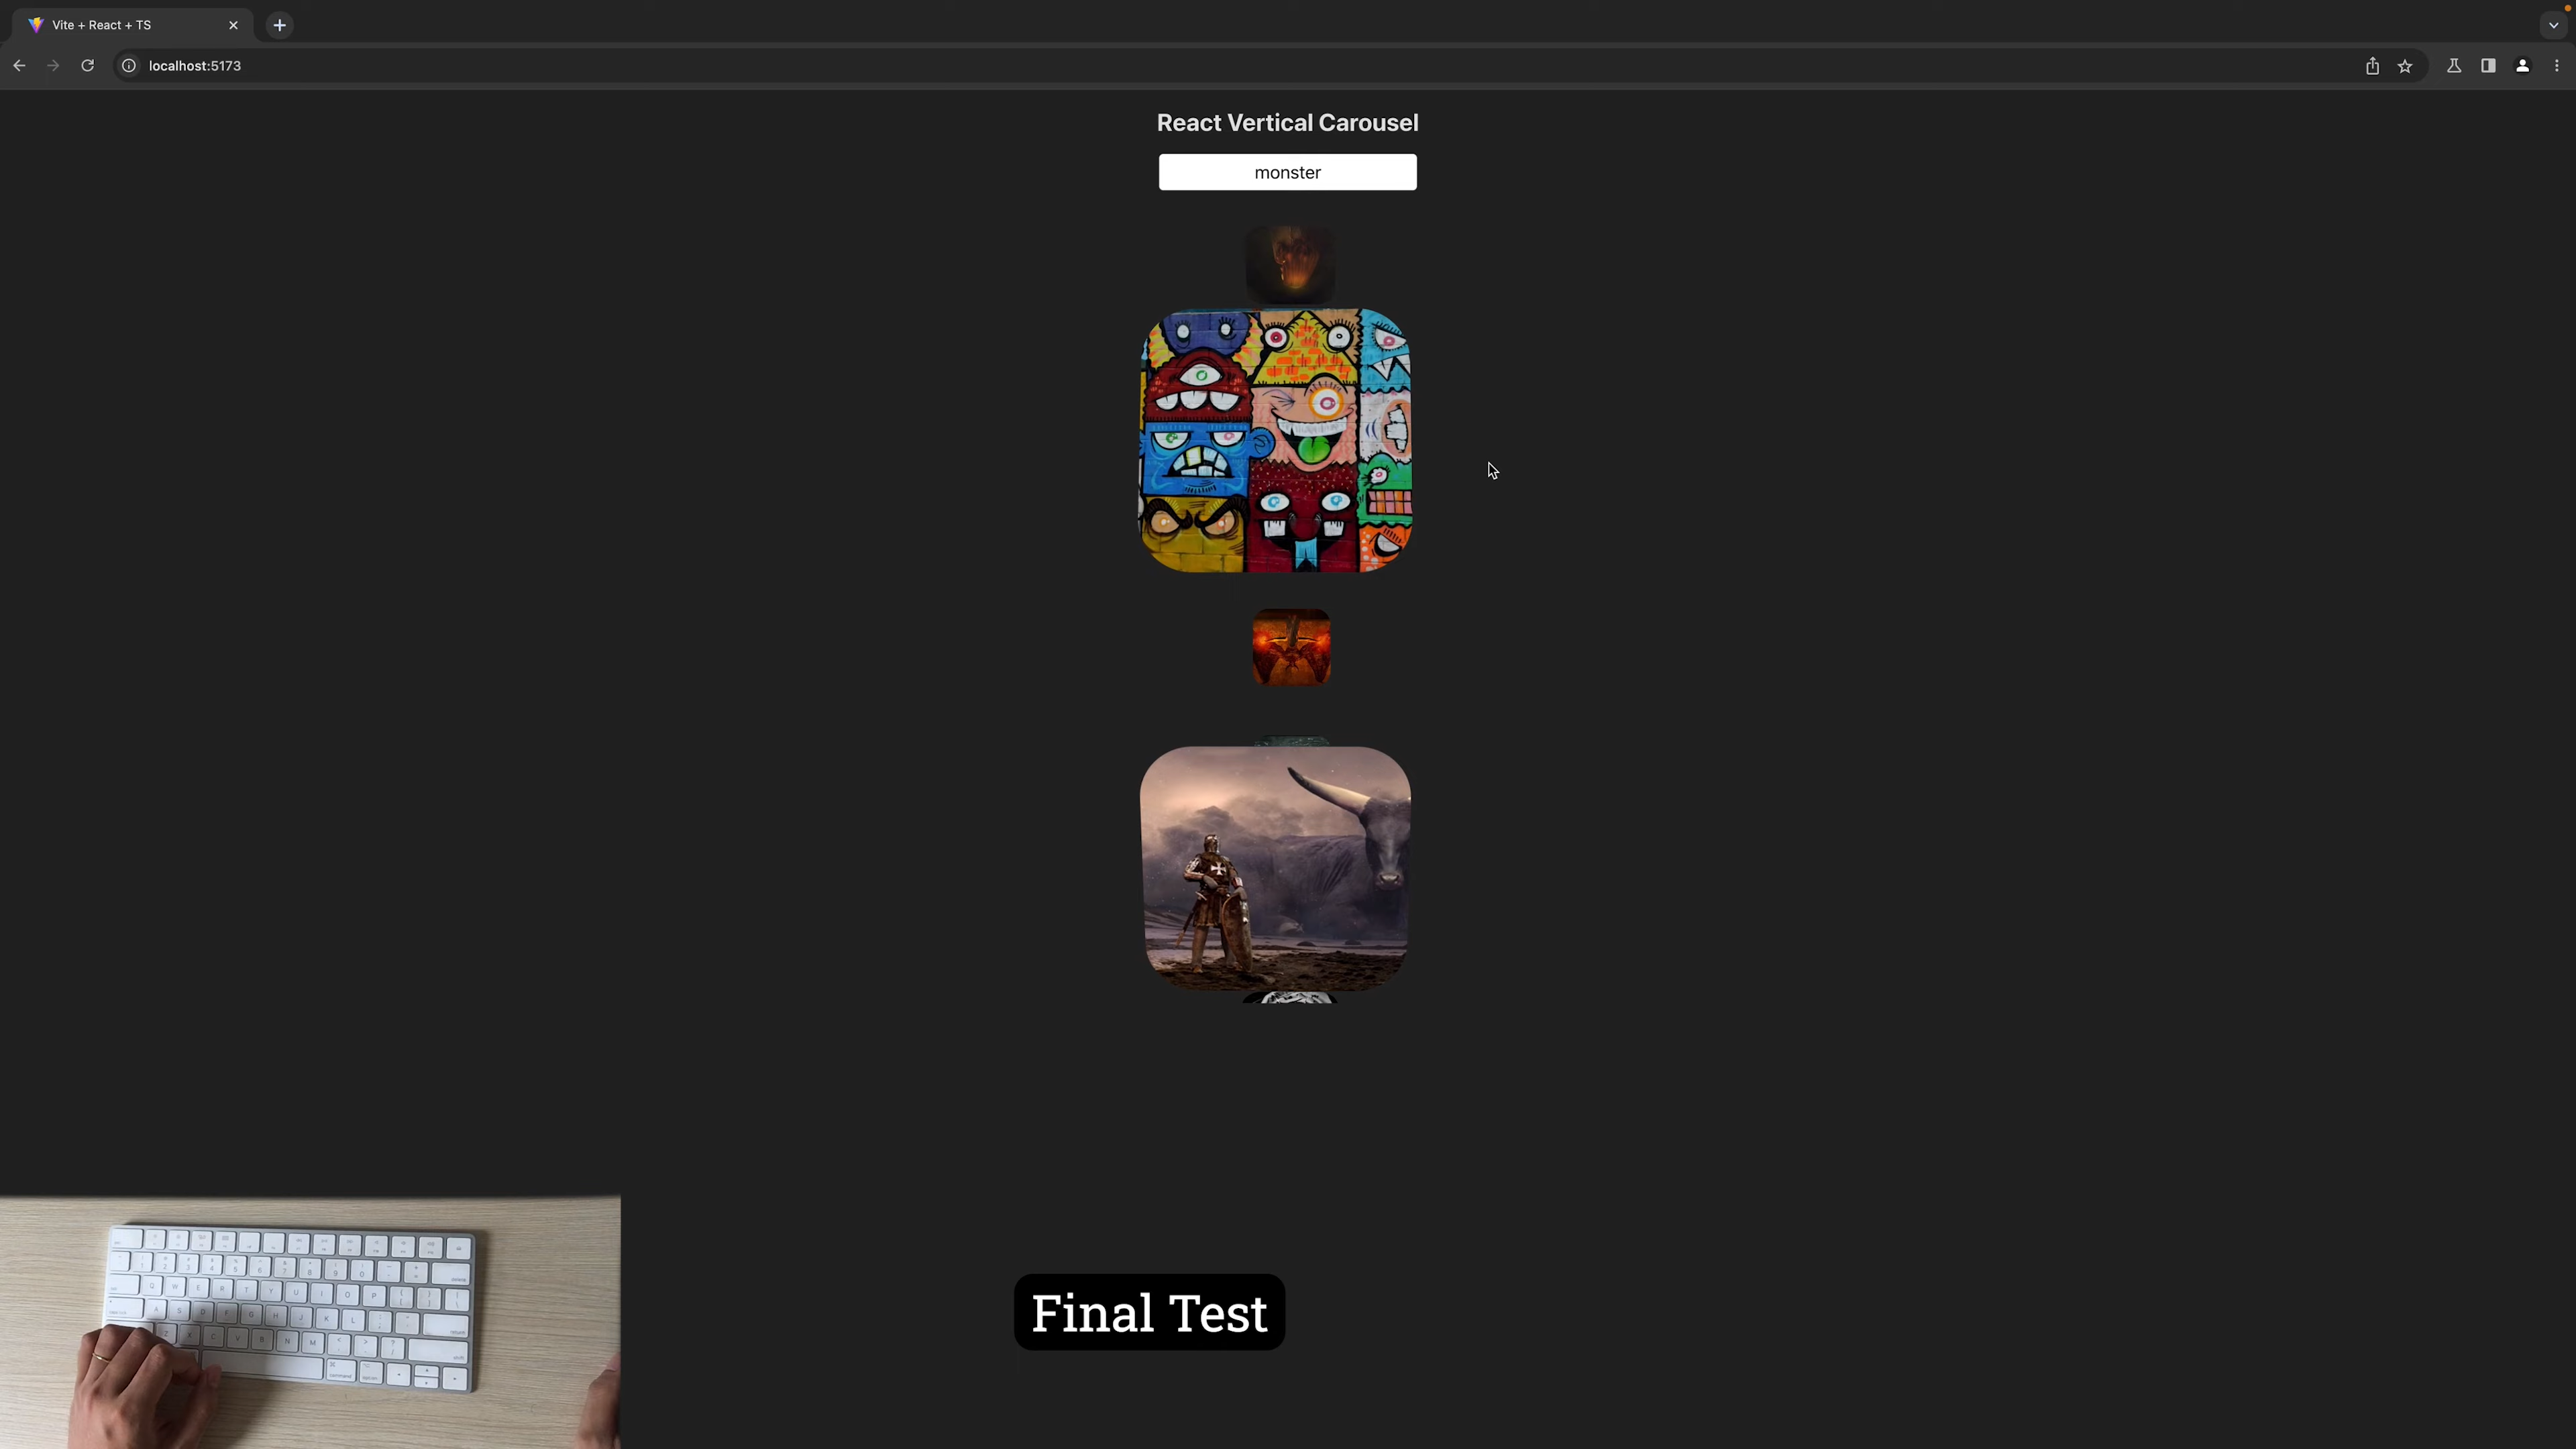 Vite + React + TS
localhost:5173
React Vertical Carousel
monster
Final Test